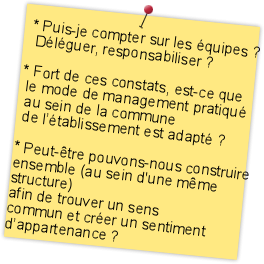 * Puis-je compter sur les équipes ?
Déléguer, responsabiliser ?
* Fort de ces constats, est-ce que
le mode de management pratiqué
au sein de la commune
de l'établissement est adapté ?
* Peut-être pouvons-nous construire
ensemble (au sein d'une même
structure)
afin de trouver un sens
commun et créer un sentiment
d'appartenance ?